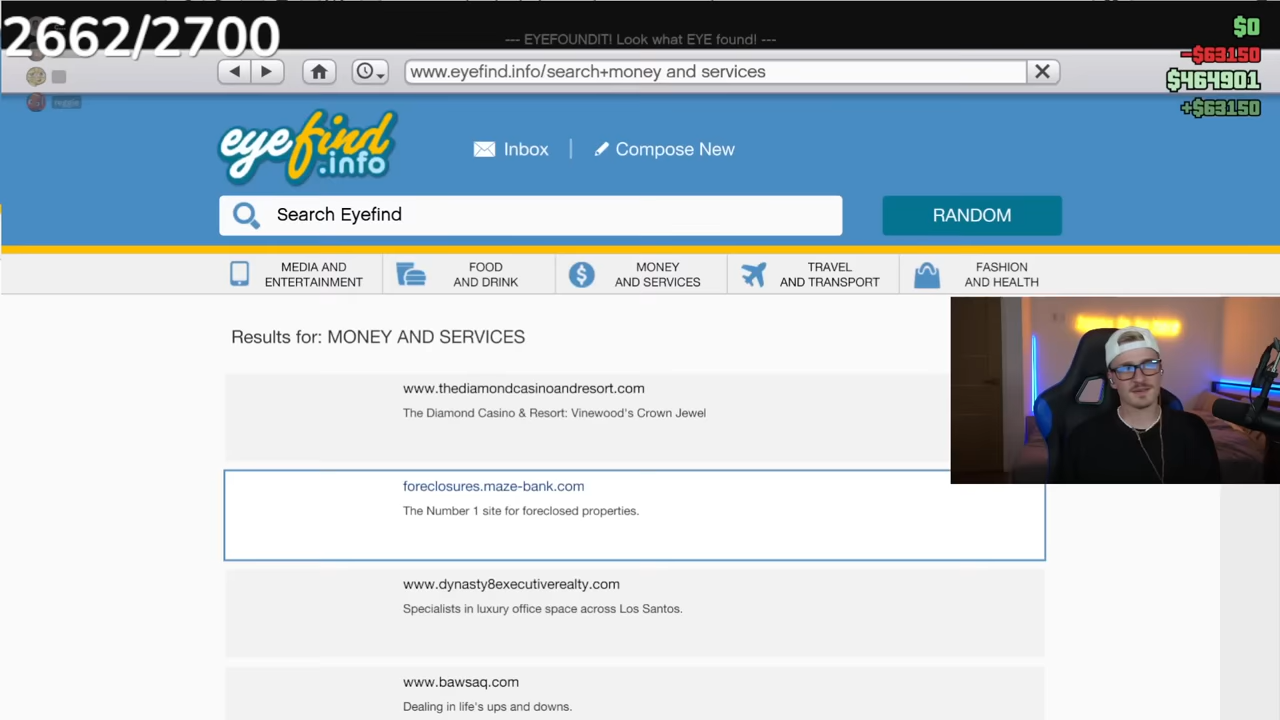 2662/2700
--- EYEFOUNDIT! Look what EYE found! ---
$0
-$63150
$464901
+$63150
www.eyefind.info/search+money and services
reggie
eyefind
.info
Inbox
Compose New
Search Eyefind
RANDOM
MEDIA AND
ENTERTAINMENT
FOOD
AND DRINK
MONEY
AND SERVICES
TRAVEL
AND TRANSPORT
FASHION
AND HEALTH
Results for: MONEY AND SERVICES
www.thediamondcasinoandresort.com
The Diamond Casino & Resort: Vinewood's Crown Jewel
foreclosures.maze-bank.com
The Number 1 site for foreclosed properties.
www.dynasty8executiverealty.com
Specialists in luxury office space across Los Santos.
www.bawsaq.com
Dealing in life's ups and downs.